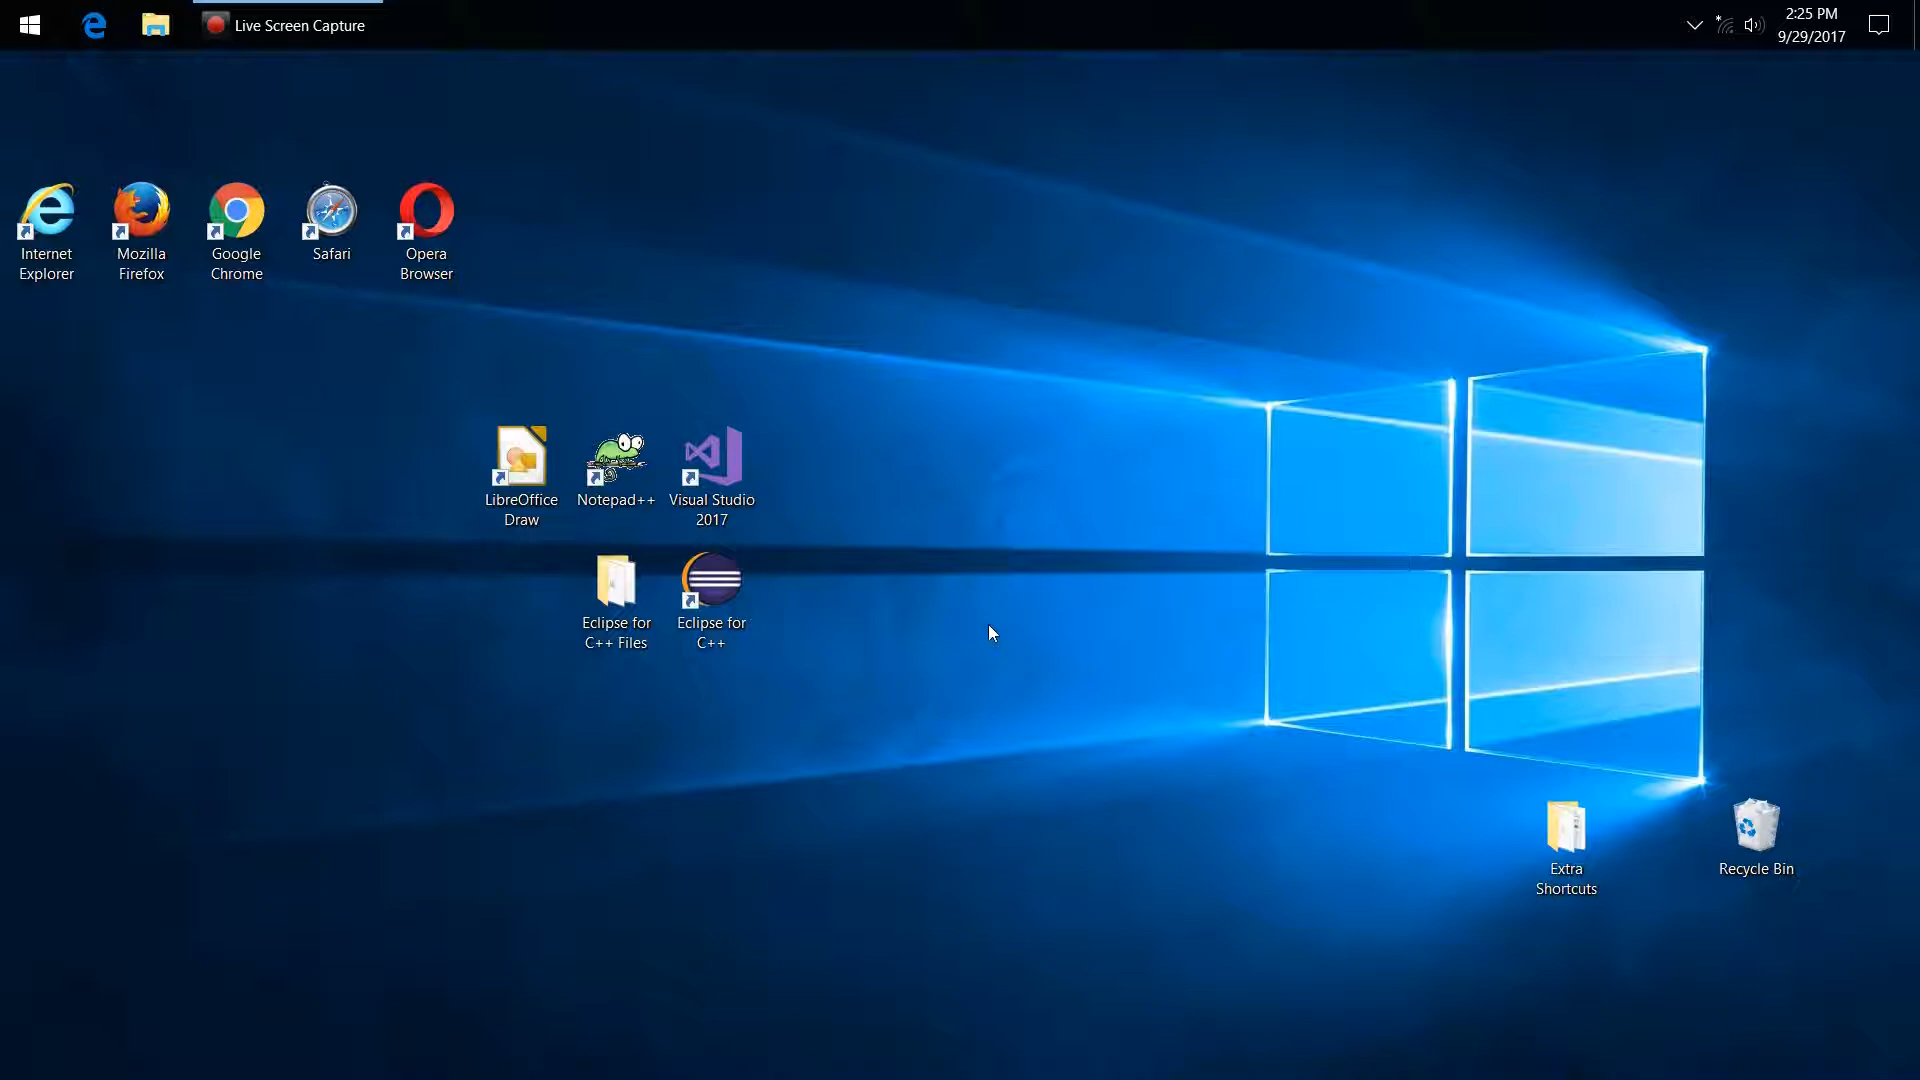 Live Screen Capture
2:25 PM
9/29/2017
Internet
Explorer
Mozilla
Firefox
Google
Chrome
Safari
Opera
Browser
LibreOffice
Draw
Notepad++
Visual Studio
2017
Eclipse for
C++ Files
Eclipse for
C++
Extra
Shortcuts
Recycle Bin